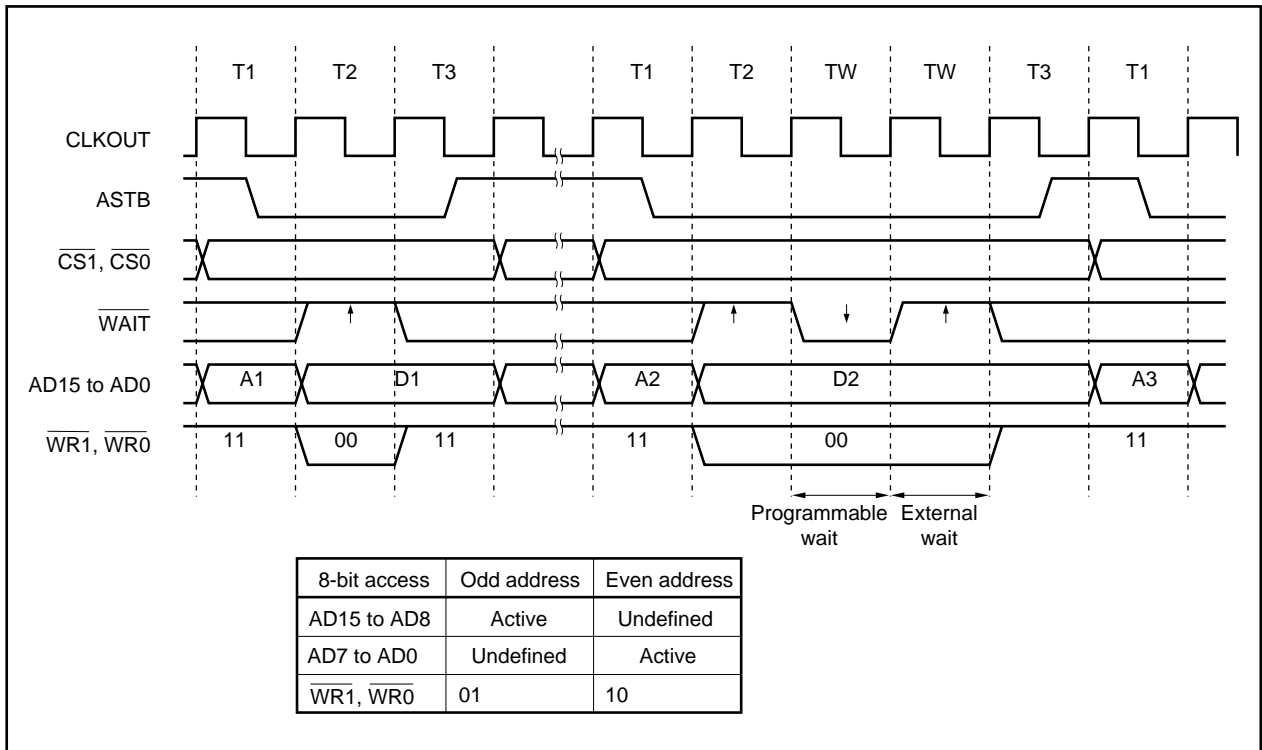 T1 T2 T3 T1 T2 TW TW T3 T1
CLKOUT
ASTB
CS1, CS0
WAIT
AD15 to AD0 A1 D1 A2 D2 A3
WR1, WR0 11 00 11 11 00 11
Programmable wait
External wait
8-bit access Odd address Even address
AD15 to AD8 Active Undefined
AD7 to AD0 Undefined Active
WR1, WR0 01 10